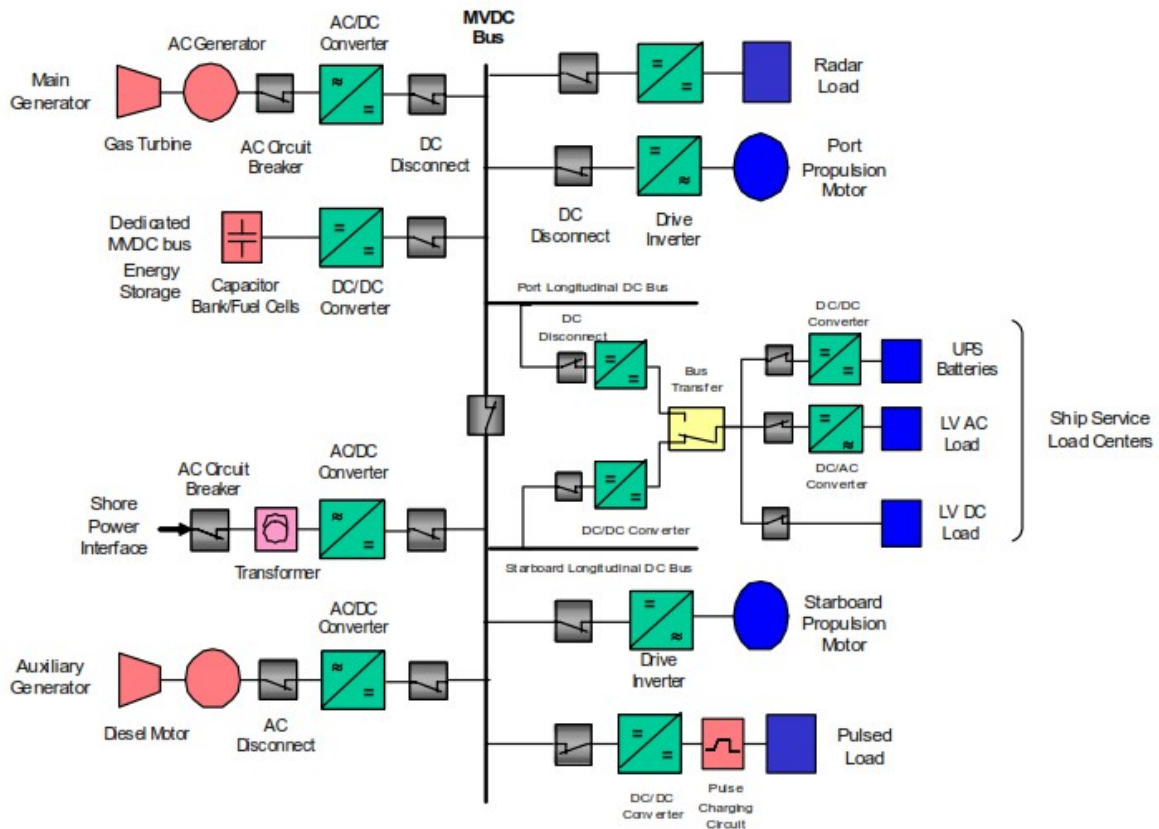 MVDC
Bus
AC/DC
Converter
AC Generator
Main
Generator
Gas Turbine
AC Circuit
Breaker
DC
Disconnect
Radar
Load
Port
Propulsion
Motor
DC
Disconnect
Drive
Inverter
Dedicated
MVDC bus
Energy
Storage
Capacitor
Bank/Fuel Cells
DC/DC
Converter
Port Longitudinal DC Bus
DC
Disconnect
Bus
Transfer
DC/DC
Converter
UPS
Batteries
LV AC
Load
DC/AC
Converter
LV DC
Load
Ship Service
Load Centers
DC/DC Converter
Starboard Longitudinal DC Bus
AC Circuit
Breaker
AC/DC
Converter
Shore
Power
Interface
Transformer
AC/DC
Converter
Auxiliary
Generator
Diesel Motor
AC
Disconnect
Starboard
Propulsion
Motor
Drive
Inverter
Pulsed
Load
DC/DC
Converter
Pulse
Charging
Circuit